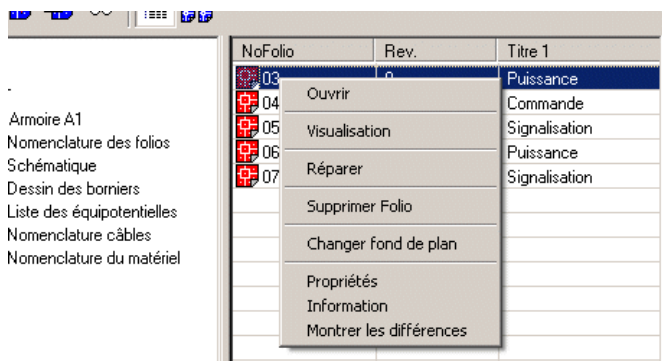 NoFolio Rev. Titre 1
03 Puissance
04 Commande
05 Signalisation
06 Puissance
07 Signalisation
Armoire A1
Nomenclature des folios
Schématique
Dessin des borniers
Liste des équipotentielles
Nomenclature câbles
Nomenclature du matériel
Ouvrir
Visualisation
Réparer
Supprimer Folio
Changer fond de plan
Propriétés
Information
Montrer les différences